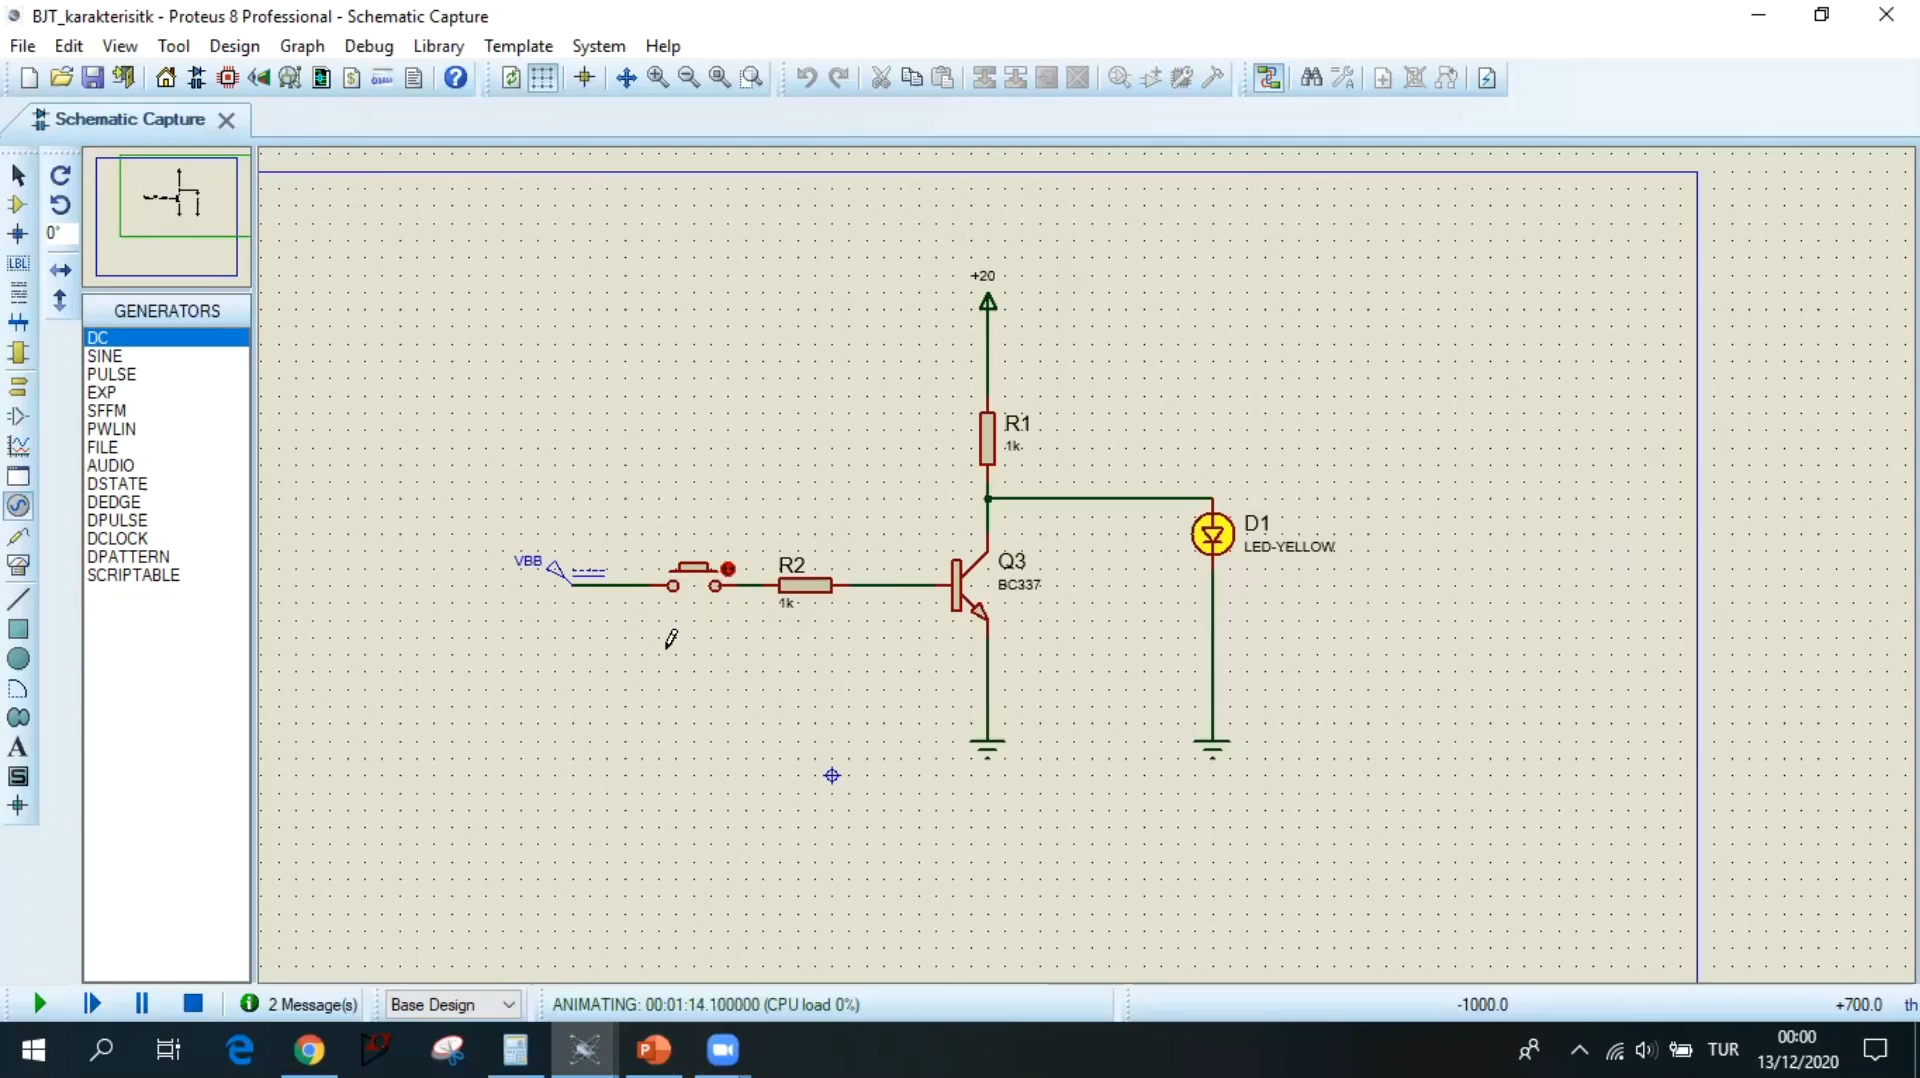 BJT_karakterisitk - Proteus 8 Professional - Schematic Capture
File Edit View Tool Design Graph Debug Library Template System Help
Schematic Capture
0°
LBL
GENERATORS
DC
SINE
PULSE
EXP
SFFM
PWLIN
FILE
AUDIO
DSTATE
DEDGE
DPULSE
DCLOCK
DPATTERN
SCRIPTABLE
A
S
+20
R1
1k
D1
LED-YELLOW
VBB
R2
1k
Q3
BC337
2 Message(s)
Base Design
ANIMATING: 00:01:14.100000 (CPU load 0%)
-1000.0
+700.0
th
TUR
00:00
13/12/2020